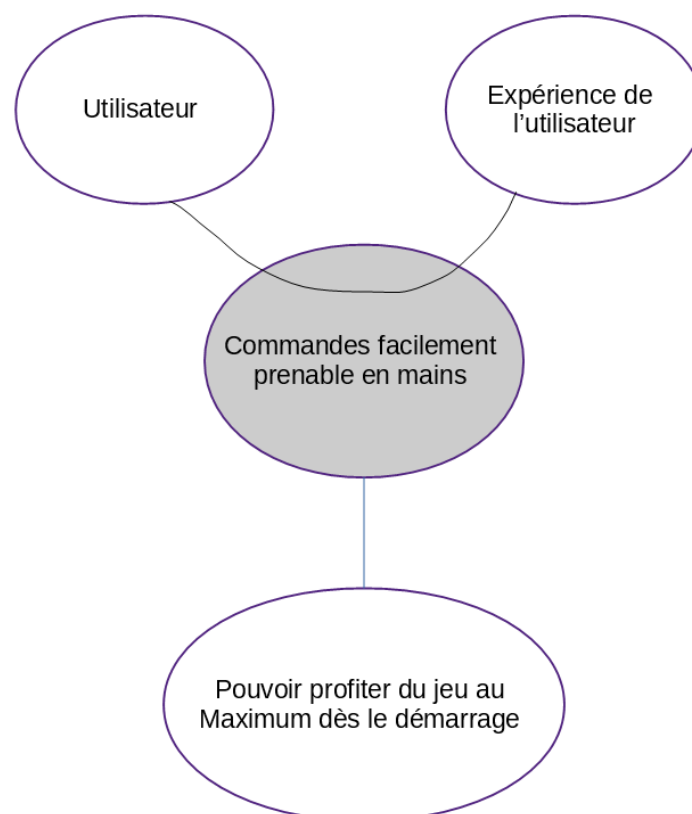 Utilisateur
Expérience de
l’utilisateur
Commandes facilement
prenable en mains
Pouvoir profiter du jeu au
Maximum dès le démarrage